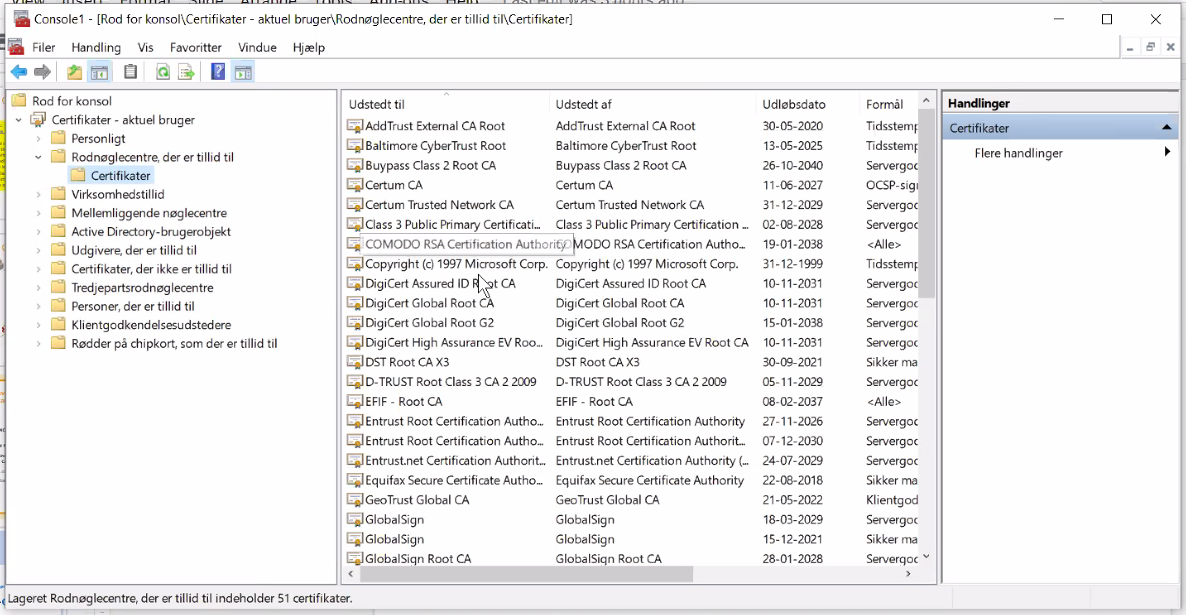 Console1 - [Rod for konsol\Certifikater - aktuel bruger\Rodnøglecentre, der er tillid til\Certifikater]
Filer Handling Vis Favoritter Vindue Hjælp
Rod for konsol
Certifikater - aktuel bruger
Personligt
Rodnøglecentre, der er tillid til
Certifikater
Virksomhedstillid
Mellemliggende nøglecentre
Active Directory-brugerobjekt
Udgivere, der er tillid til
Certifikater, der ikke er tillid til
Tredjepartsrodnøglecentre
Personer, der er tillid til
Klientgodkendelsesudstedere
Rødder på chipkort, som der er tillid til
Udstedt til Udstedt af Udløbsdato Formål
AddTrust External CA Root AddTrust External CA Root 30-05-2020 Tidsstemp
Baltimore CyberTrust Root Baltimore CyberTrust Root 13-05-2025 Tidsstemp
Buypass Class 2 Root CA Buypass Class 2 Root CA 26-10-2040 Servergoc
Certum CA Certum CA 11-06-2027 OCSP-sigi
Certum Trusted Network CA Certum Trusted Network CA 31-12-2029 Servergoc
Class 3 Public Primary Certificati... Class 3 Public Primary Certification ... 02-08-2028 Servergoc
COMODO RSA Certification Authority OMODO RSA Certification Autho... 19-01-2038 <Alle>
Copyright (c) 1997 Microsoft Corp. Copyright (c) 1997 Microsoft Corp. 31-12-1999 Tidsstemp
DigiCert Assured ID Root CA DigiCert Assured ID Root CA 10-11-2031 Servergoc
DigiCert Global Root CA DigiCert Global Root CA 10-11-2031 Servergoc
DigiCert Global Root G2 DigiCert Global Root G2 15-01-2038 Servergoc
DigiCert High Assurance EV Roo... DigiCert High Assurance EV Root CA 10-11-2031 Servergoc
DST Root CA X3 DST Root CA X3 30-09-2021 Sikker ma
D-TRUST Root Class 3 CA 2 2009 D-TRUST Root Class 3 CA 2 2009 05-11-2029 Servergoc
EFIF - Root CA EFIF - Root CA 08-02-2037 <Alle>
Entrust Root Certification Autho... Entrust Root Certification Authority 27-11-2026 Servergoc
Entrust Root Certification Autho... Entrust Root Certification Authorit... 07-12-2030 Servergoc
Entrust.net Certification Authorit... Entrust.net Certification Authority (... 24-07-2029 Servergoc
Equifax Secure Certificate Autho... Equifax Secure Certificate Authority 22-08-2018 Sikker ma
GeoTrust Global CA GeoTrust Global CA 21-05-2022 Klientgod
GlobalSign GlobalSign 18-03-2029 Servergoc
GlobalSign GlobalSign 15-12-2021 Sikker ma
GlobalSign Root CA GlobalSign Root CA 28-01-2028 Servergoc
Handlinger
Certifikater
Flere handlinger
Lageret Rodnøglecentre, der er tillid til indeholder 51 certifikater.